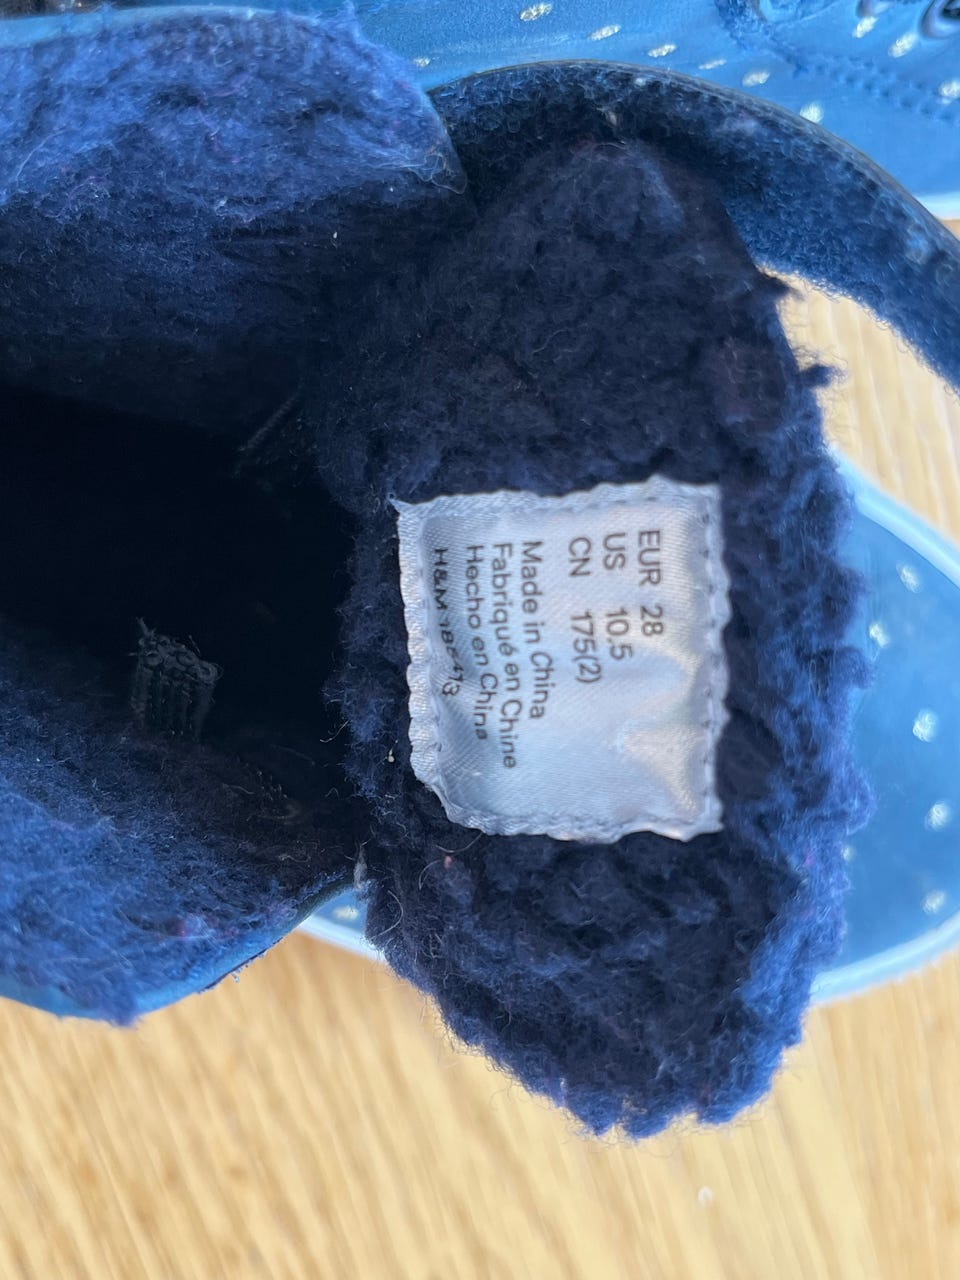 EUR 28
US 10.5
CN 175(2)
Made in China
Fabriqué en Chine
Hecho en China
H&M